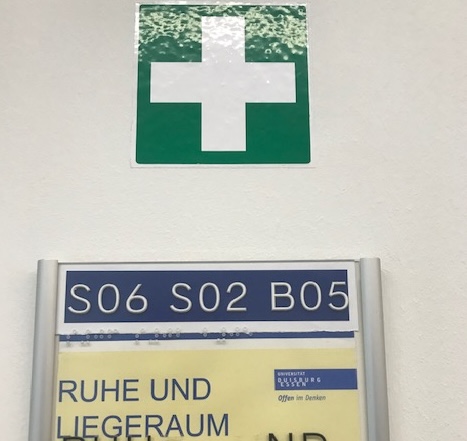 S06 S02 B05
UNIVERSITÄT
DUISBURG
ESSEN
Offen im Denken
RUHE UND
LIEGERAUM